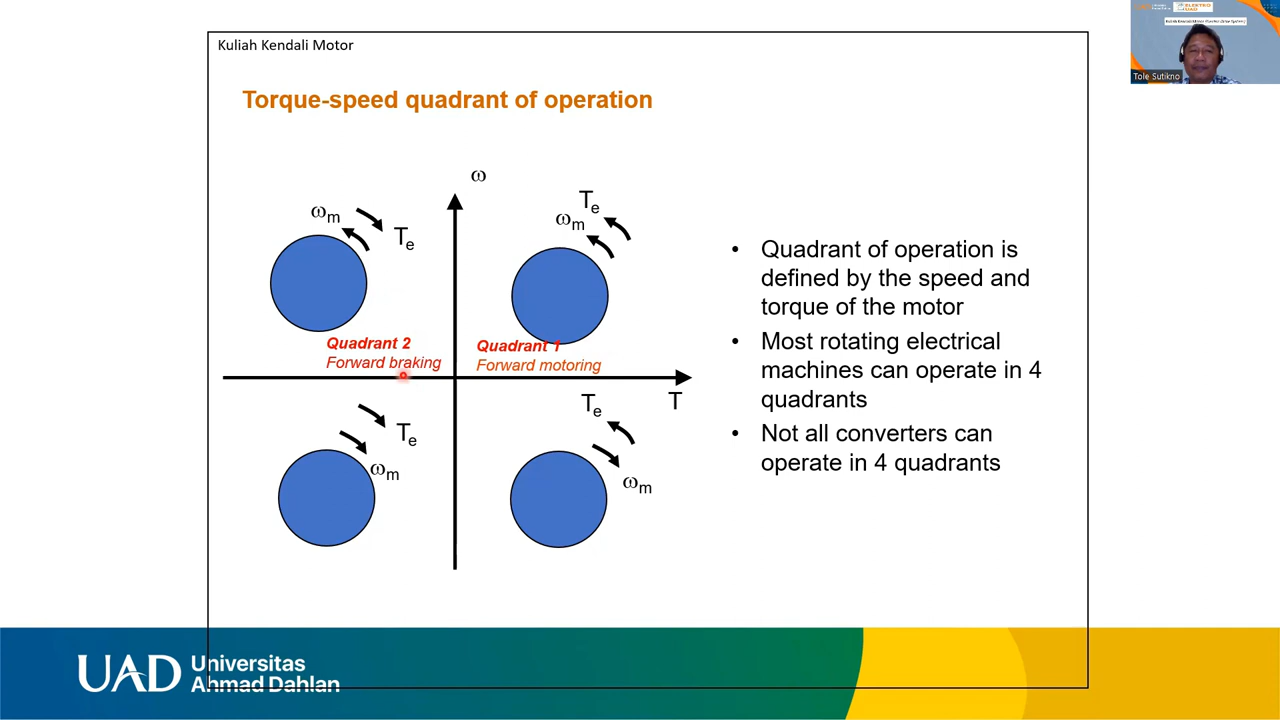 Kuliah Kendali Motor
Torque-speed quadrant of operation
ω
ωm
Te
Te
ωm
Quadrant 2
Forward braking
Quadrant 1
Forward motoring
T
Te
ωm
Te
ωm
• Quadrant of operation is
defined by the speed and
torque of the motor
• Most rotating electrical
machines can operate in 4
quadrants
• Not all converters can
operate in 4 quadrants
Tole Sutikno
UAD
Universitas
Ahmad Dahlan